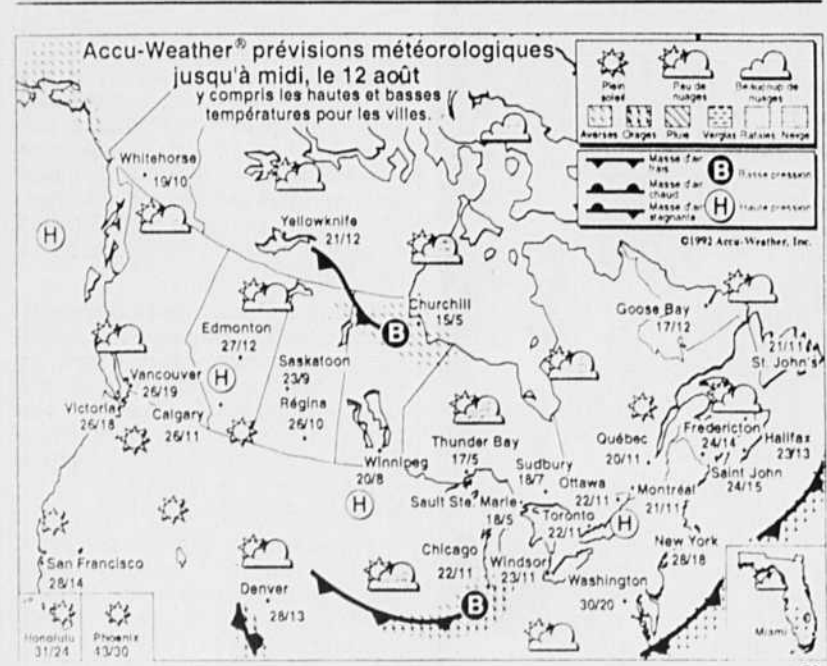 Accu-Weather® prévisions météorologiques
jusqu'à midi, le 12 août
y compris les hautes et basses
températures pour les villes.
Plein
soleil
Peu de
nuages
Beaucoup de
nuages
Averses Orages Pluie Verglas Rafales Neige
Masse d'air
frais
Masse d'air
chaud
Masse d'air
stagnante
B Basse pression
H Haute pression
©1992 Accu-Weather, Inc.
Whitehorse
19/10
H
Yellowknife
21/12
Churchill
15/5
B
Goose Bay
17/12
21/11
St. John's
Edmonton
27/12
Saskatoon
23/9
H
Vancouver
26/19
Victoria
26/18
Calgary
26/11
Régina
26/10
Winnipeg
20/8
Thunder Bay
17/5
Sudbury
18/7
Sault Ste. Marie
18/5
Ottawa
22/11
Québec
20/11
Montréal
21/11
Fredericton
24/14
Halifax
23/13
Saint John
24/15
Toronto
22/11
H
H
New York
28/18
San Francisco
28/14
Chicago
22/11
Windsor
23/11
Washington
30/20
Denver
28/13
B
Honolulu
31/24
Phoenix
43/30
Miami